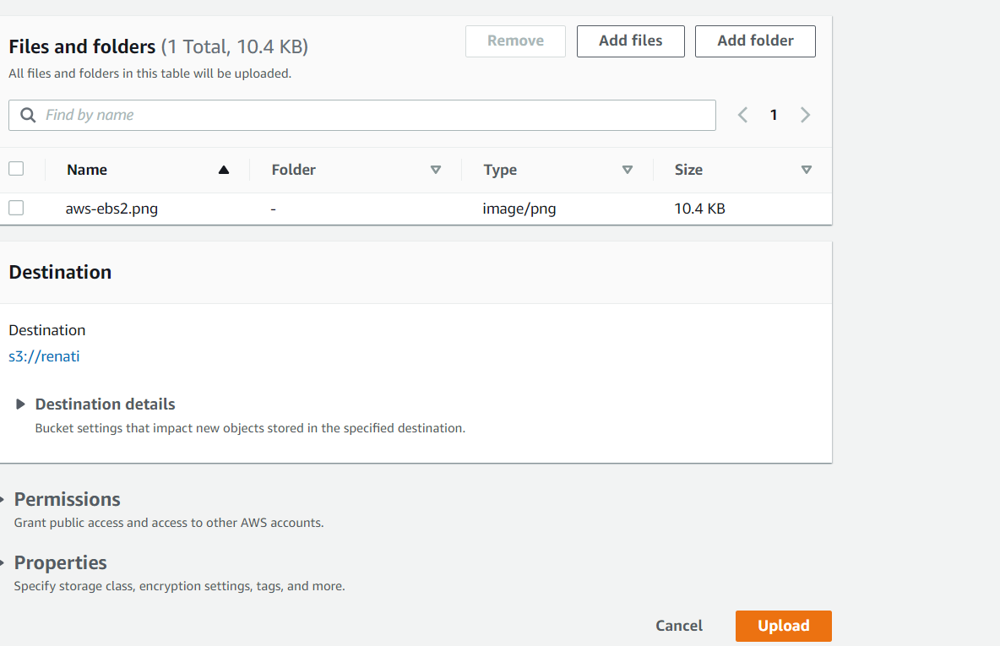 Files and folders (1 Total, 10.4 KB)
Remove
Add files
Add folder
All files and folders in this table will be uploaded.
Find by name
1
Name Folder Type Size
aws-ebs2.png - image/png 10.4 KB
Destination
Destination
s3://renati
Destination details
Bucket settings that impact new objects stored in the specified destination.
Permissions
Grant public access and access to other AWS accounts.
Properties
Specify storage class, encryption settings, tags, and more.
Cancel
Upload